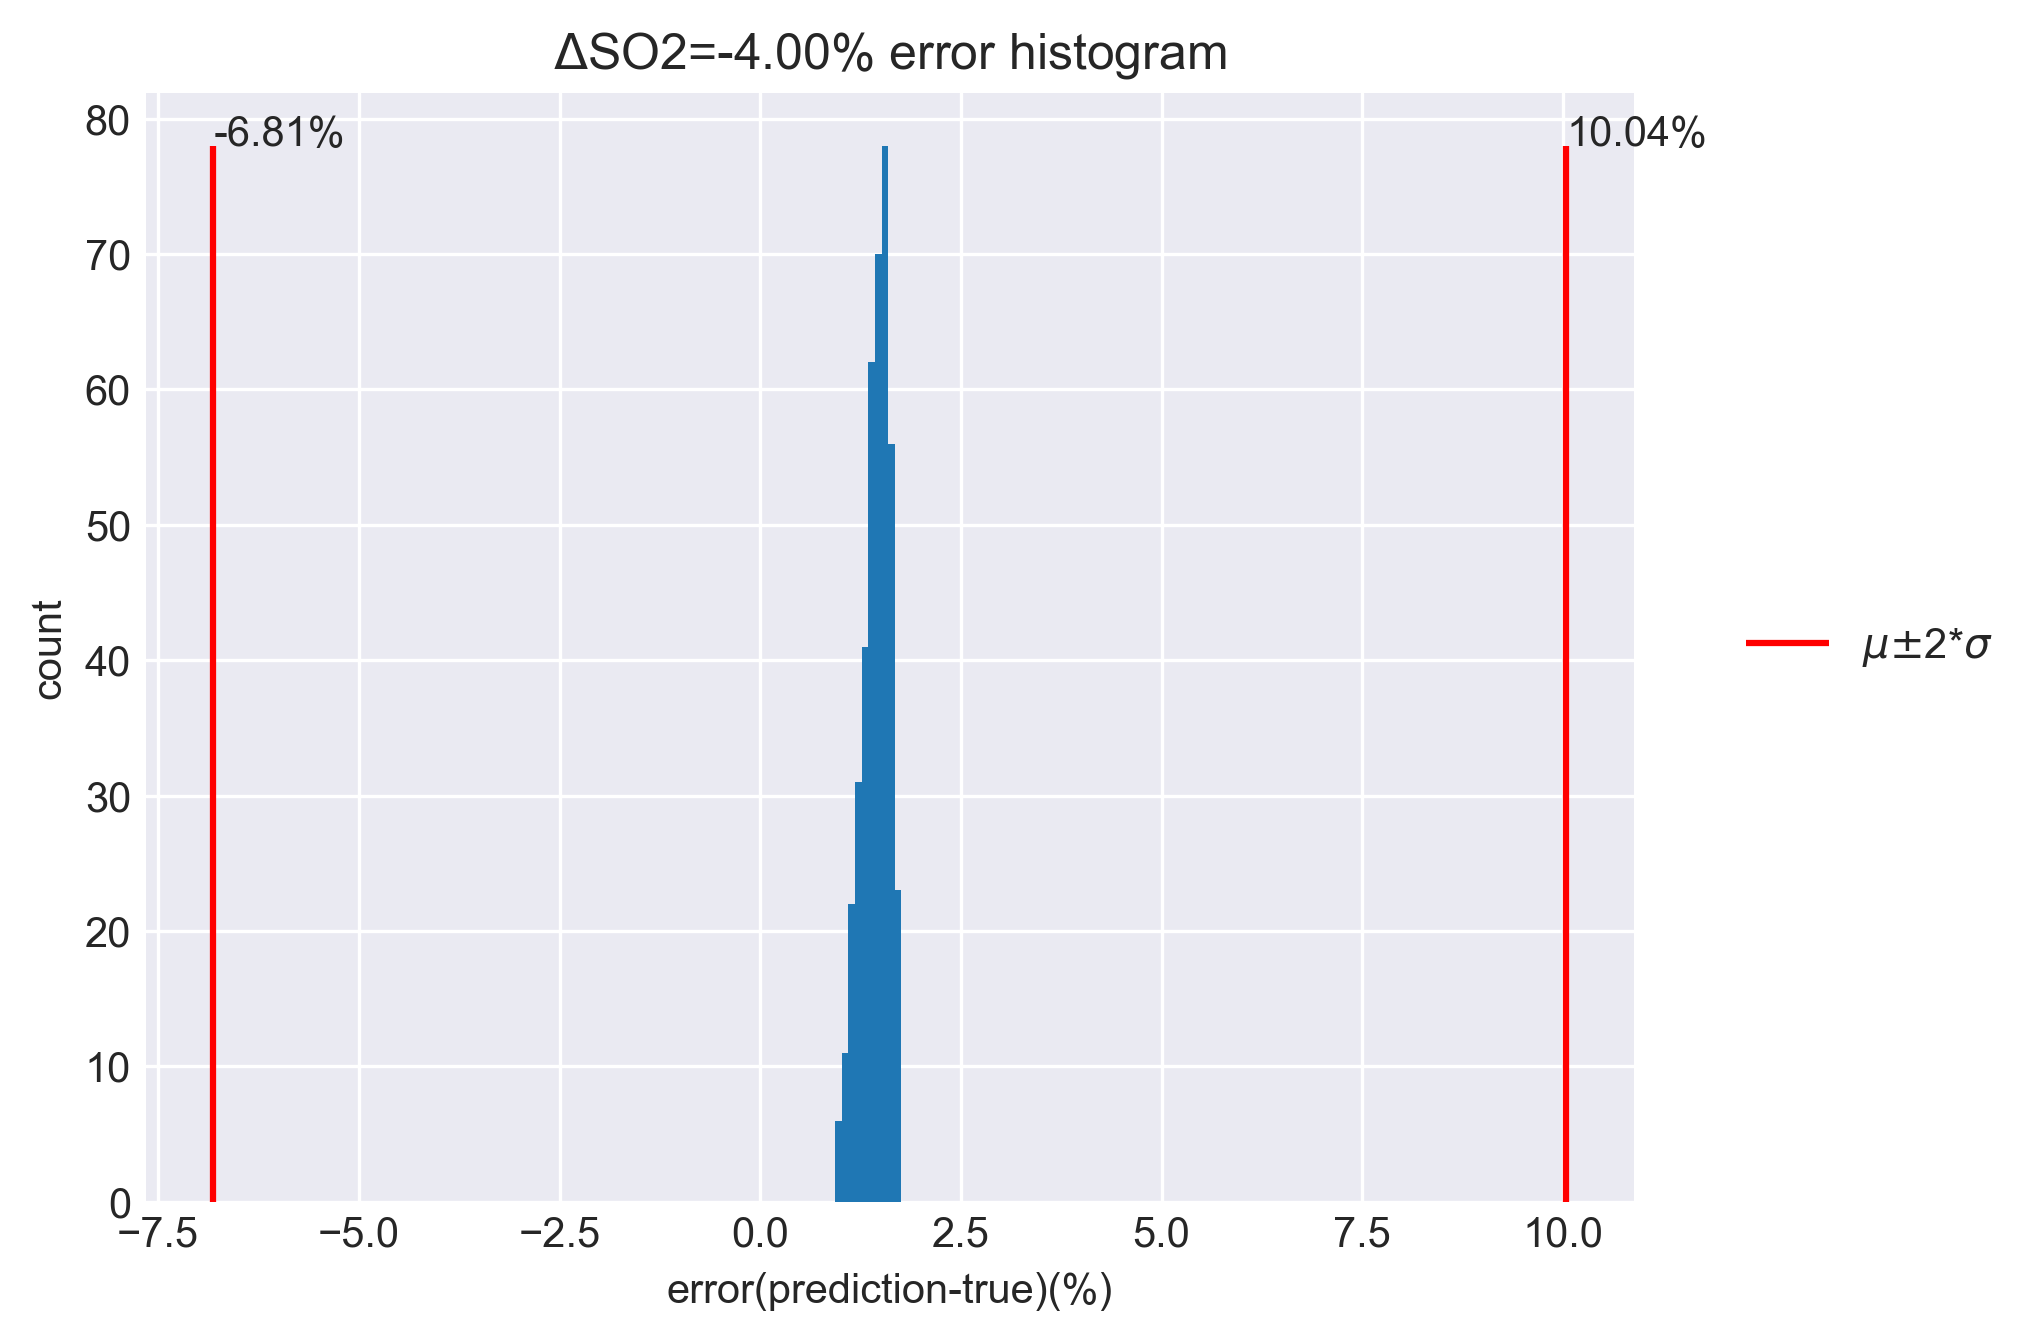 ΔSO2=-4.00% error histogram
80
70
60
50
40
30
20
10
0
count
-6.81%
10.04%
μ±2*σ
−7.5 −5.0 −2.5 0.0 2.5 5.0 7.5 10.0
error(prediction-true)(%)